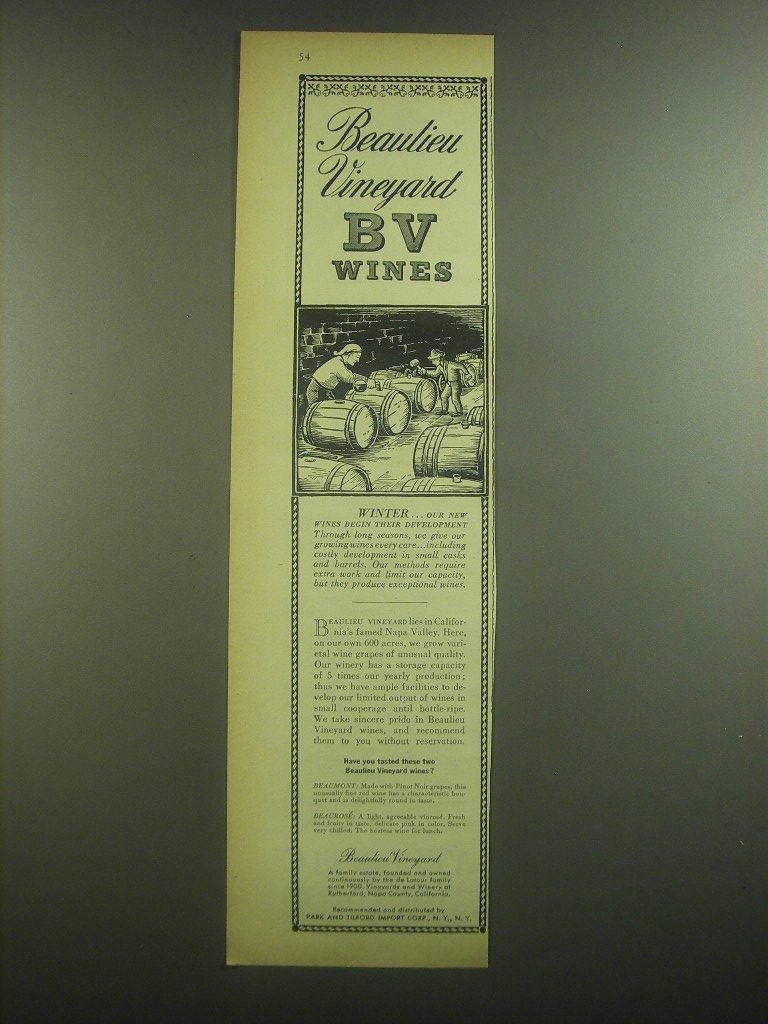 54
Beaulieu
Vineyard
BV
WINES
WINTER... OUR NEW
WINES BEGIN THEIR DEVELOPMENT
Through long seasons, we give our
growing wines every care...including
costly development in small casks
and barrels. Our methods require
extra work and limit our capacity,
but they produce exceptional wines.
BEAULIEU VINEYARD lies in Califor-
nia's famed Napa Valley. Here,
on our own 600 acres, we grow vari-
etal wine grapes of unusual quality.
Our winery has a storage capacity
of 5 times our yearly production;
thus we have ample facilities to de-
velop our limited output of wines in
small cooperage until bottle-ripe.
We take sincere pride in Beaulieu
Vineyard wines, and recommend
them to you without reservation.
Have you tasted these two
Beaulieu Vineyard wines?
BEAUMONT: Made with Pinot Noir grapes, this
unusually fine red wine has a characteristic bou-
quet and is delightfully round in taste.
BEAUROSÉ: A light, agreeable vinrosé. Fresh
and fruity in taste, delicate pink in color. Serve
very chilled. The hostess wine for lunch.
Beaulieu Vineyard
A family estate, founded and owned
continuously by the de Latour family
since 1900. Vineyards and Winery at
Rutherford, Napa County, California.
Recommended and distributed by
PARK AND TILFORD IMPORT CORP., N. Y., N. Y.